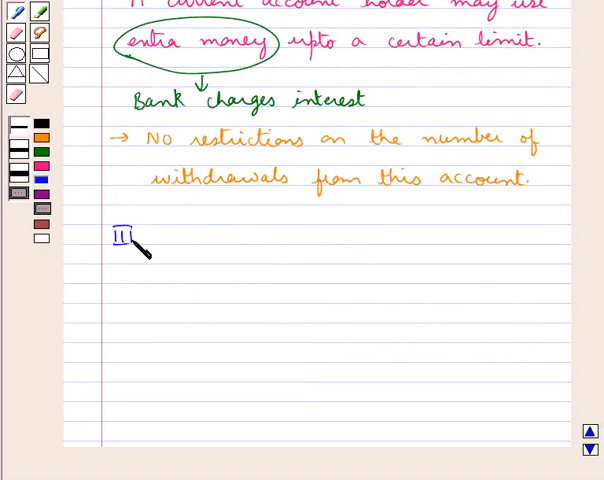 A current account holder may use
extra money upto a certain limit.
Bank charges interest
→ No restrictions on the number of
withdrawals from this account.
III